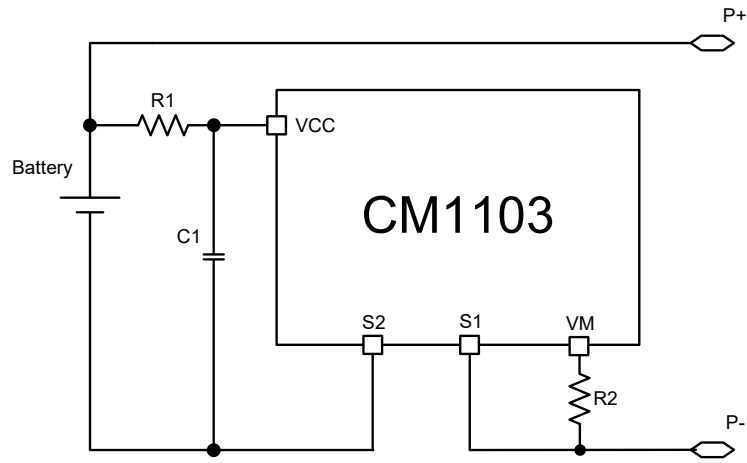 P+
R1
VCC
Battery
CM1103
C1
S2
S1
VM
R2
P-